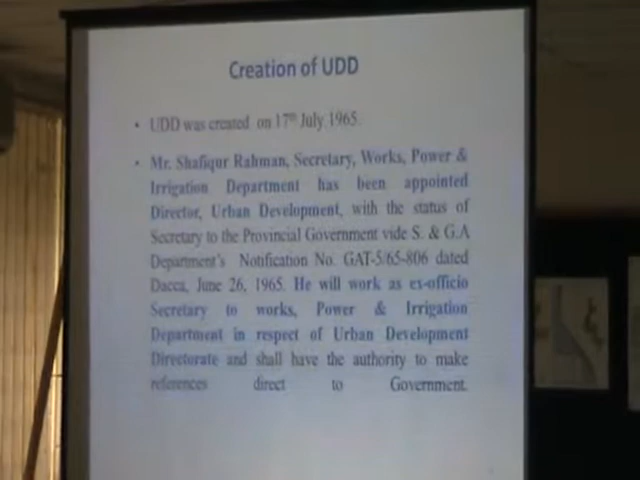 Creation of UDD
• UDD was created on 17th July 1965.
• Mr. Shafiqur Rahman, Secretary, Works, Power &
Irrigation Department has been appointed
Director, Urban Development, with the status of
Secretary to the Provincial Government vide S. & G.A
Department's Notification No. GAT-5/65-806 dated
Dacca, June 26, 1965. He will work as ex-officio
Secretary to works, Power & Irrigation
Department in respect of Urban Development
Directorate and shall have the authority to make
references direct to Government.